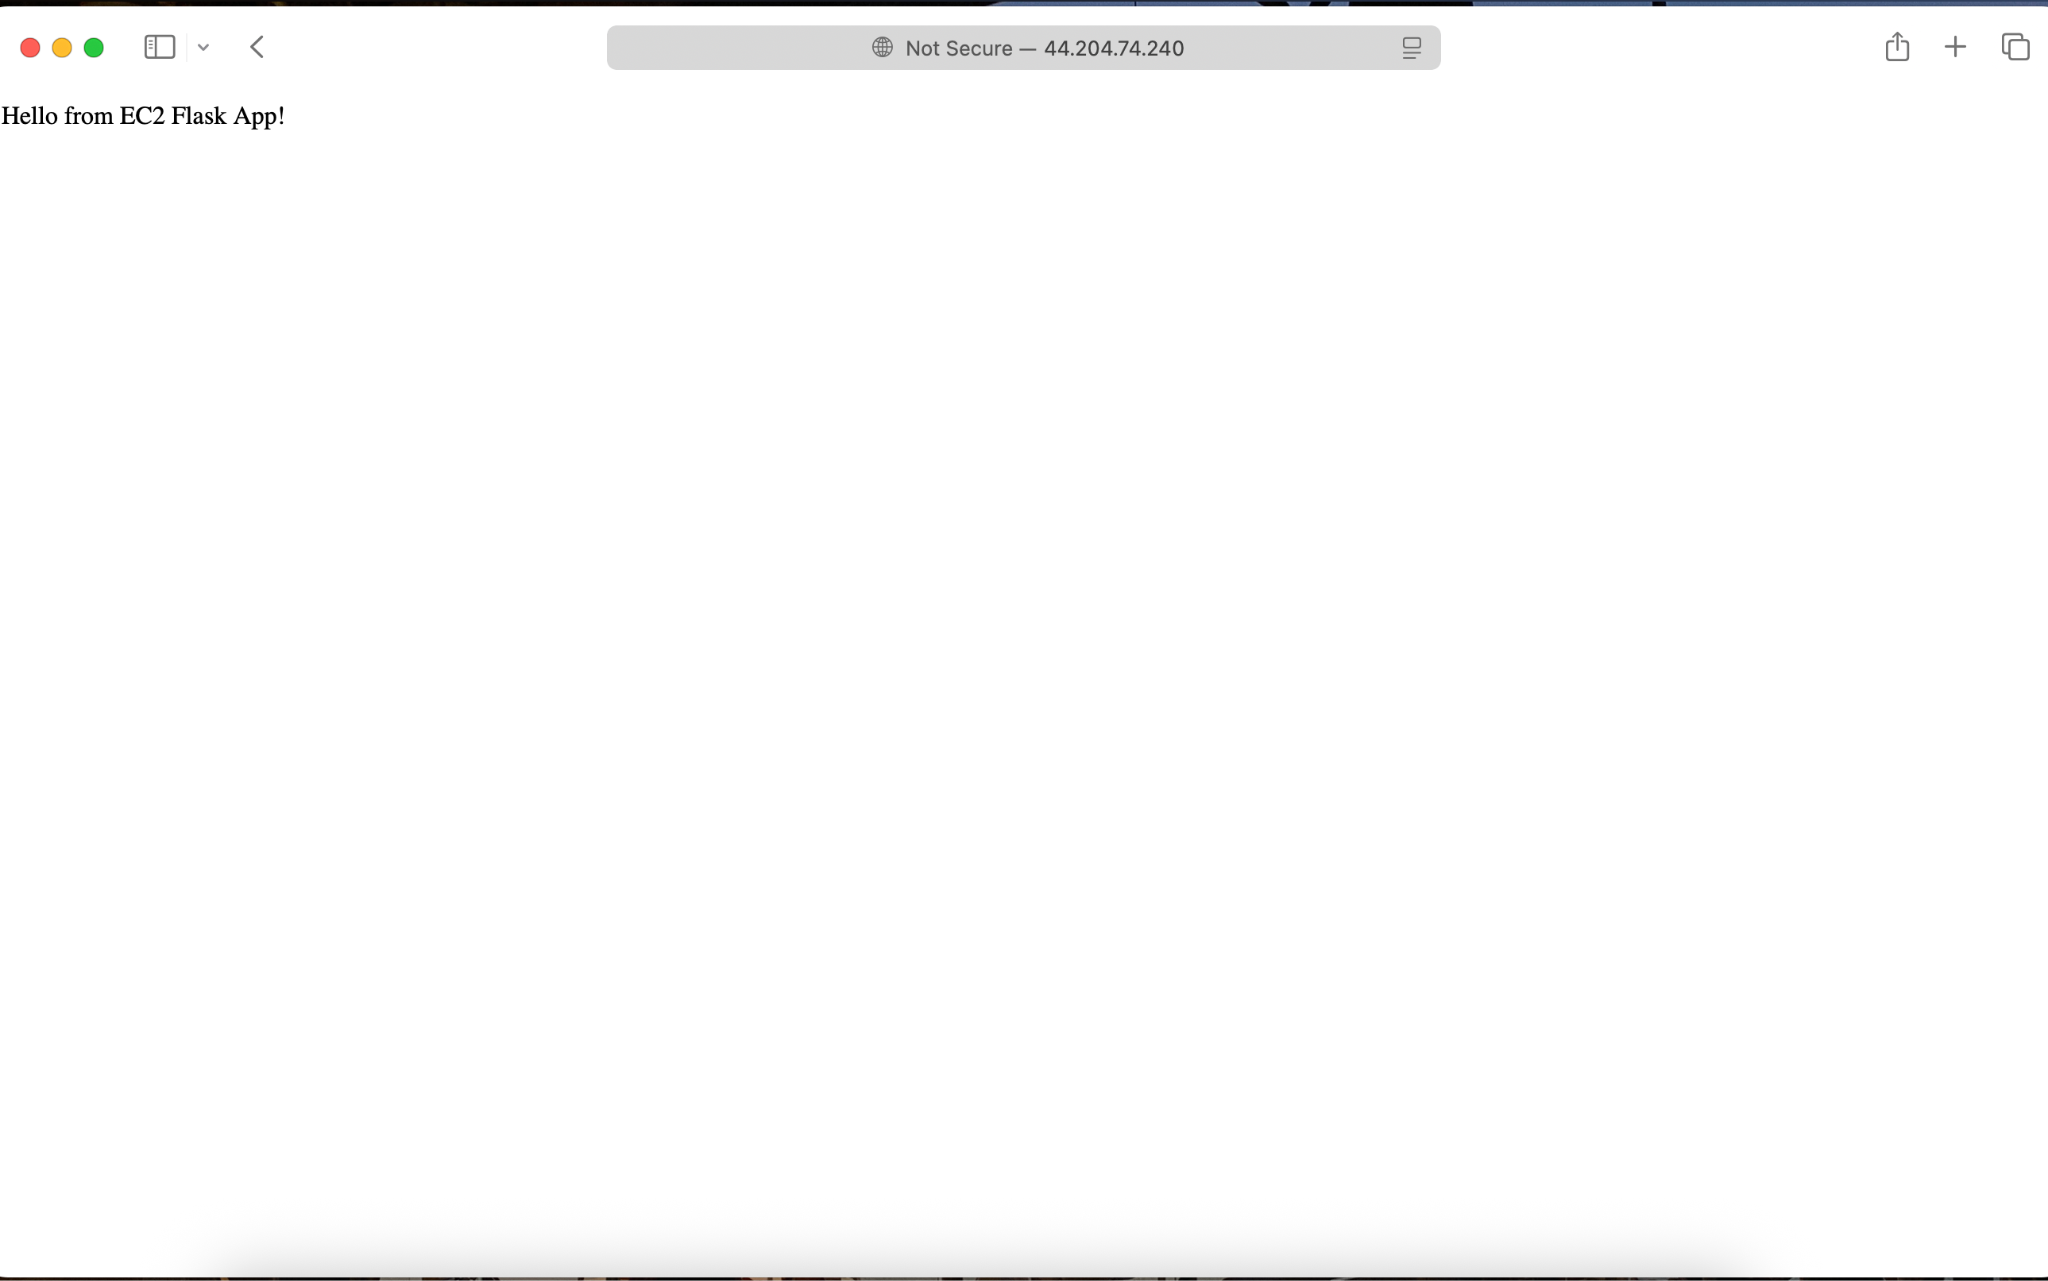 Not Secure — 44.204.74.240
Hello from EC2 Flask App!